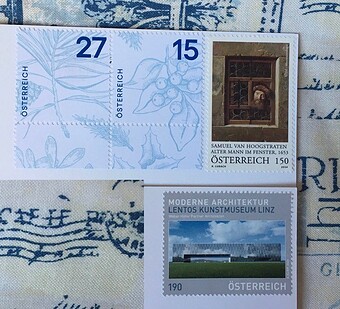 27
ÖSTERREICH
15
ÖSTERREICH
SAMUEL VAN HOOGSTRATEN
ALTER MANN IM FENSTER, 1653
ÖSTERREICH 150
MODERNE ARCHITEKTUR
LENTOS KUNSTMUSEUM LINZ
190 ÖSTERREICH